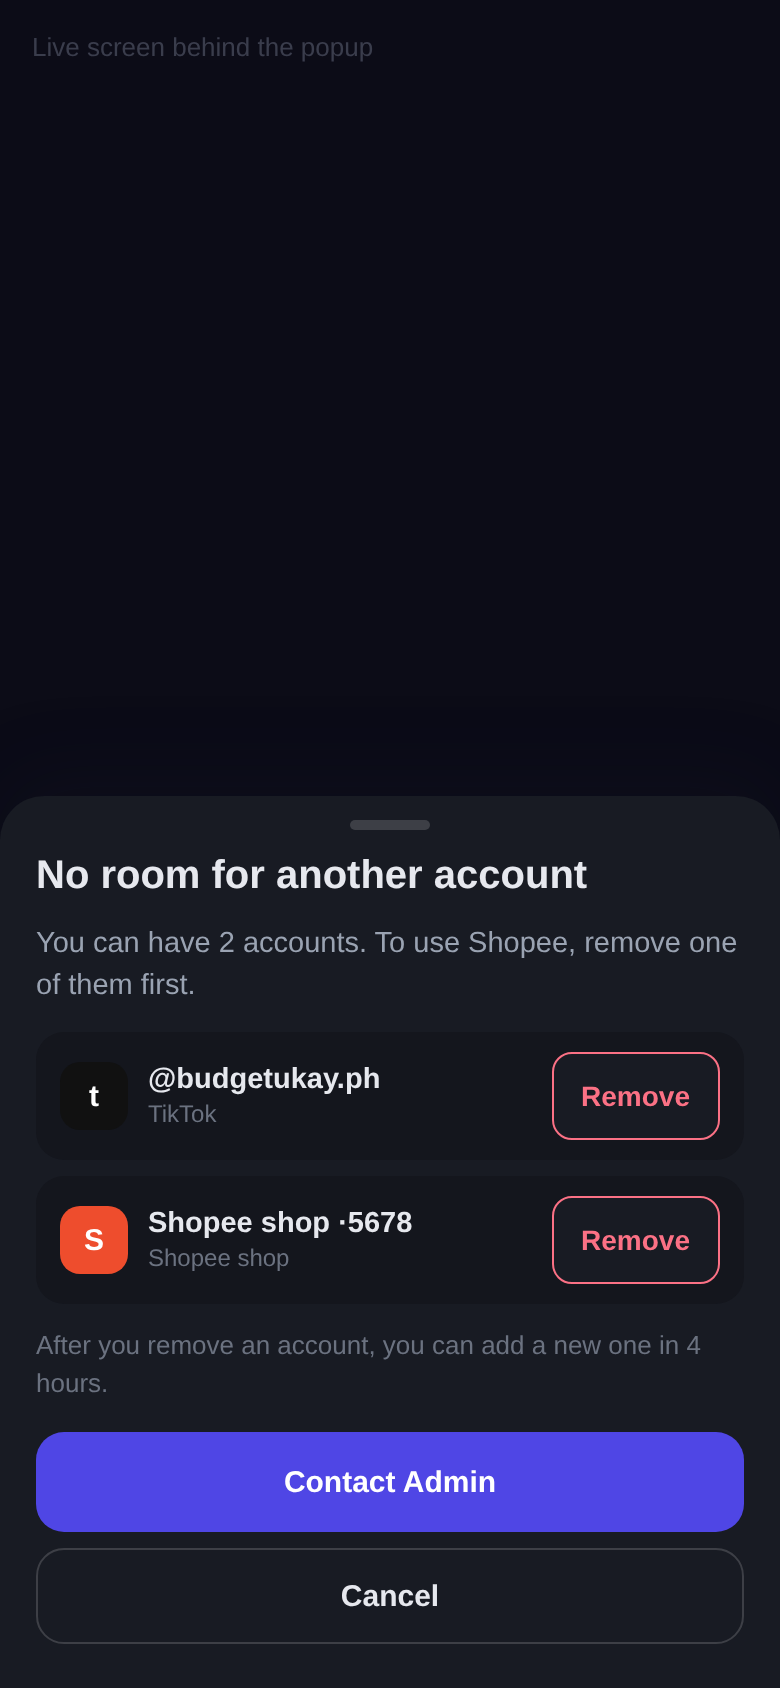 Live screen behind the popup
No room for another account
You can have 2 accounts. To use Shopee, remove one
of them first.
t
@budgetukay.ph
TikTok
Remove
S
Shopee shop ·5678
Shopee shop
Remove
After you remove an account, you can add a new one in 4
hours.
Contact Admin
Cancel